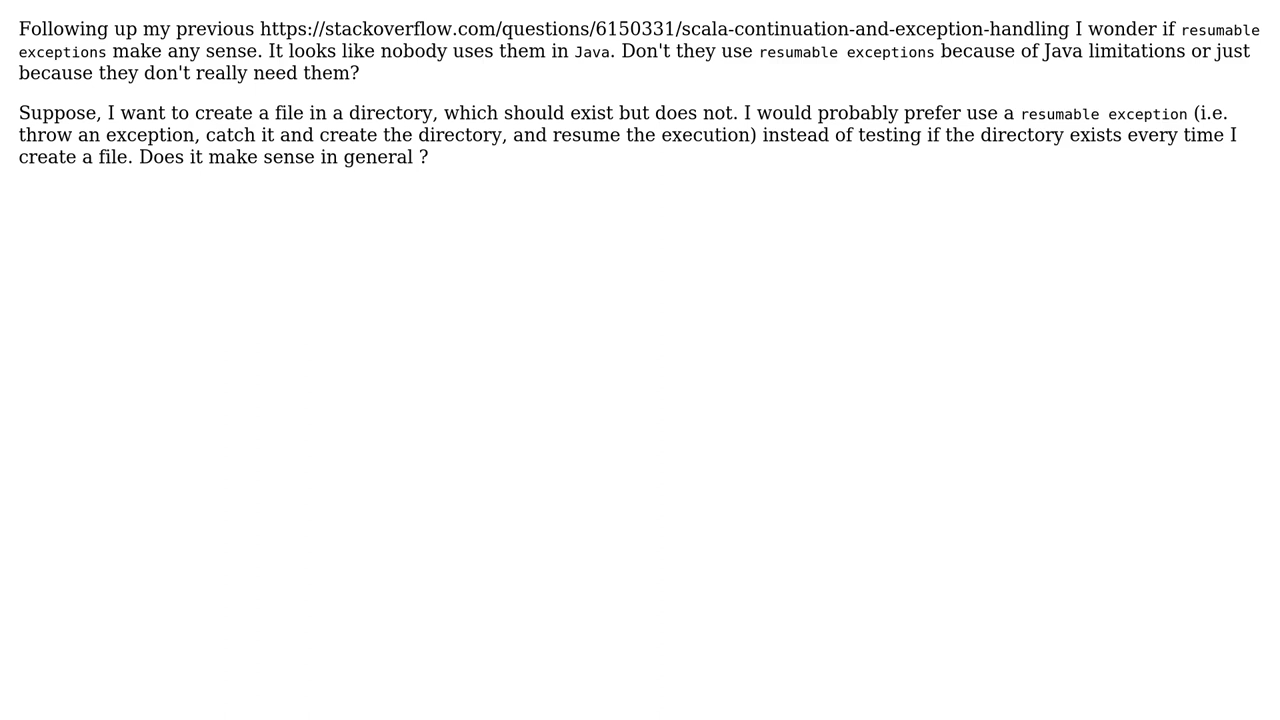 Following up my previous https://stackoverflow.com/questions/6150331/scala-continuation-and-exception-handling I wonder if resumable
exceptions make any sense. It looks like nobody uses them in Java. Don't they use resumable exceptions because of Java limitations or just
because they don't really need them?
Suppose, I want to create a file in a directory, which should exist but does not. I would probably prefer use a resumable exception (i.e.
throw an exception, catch it and create the directory, and resume the execution) instead of testing if the directory exists every time I
create a file. Does it make sense in general ?